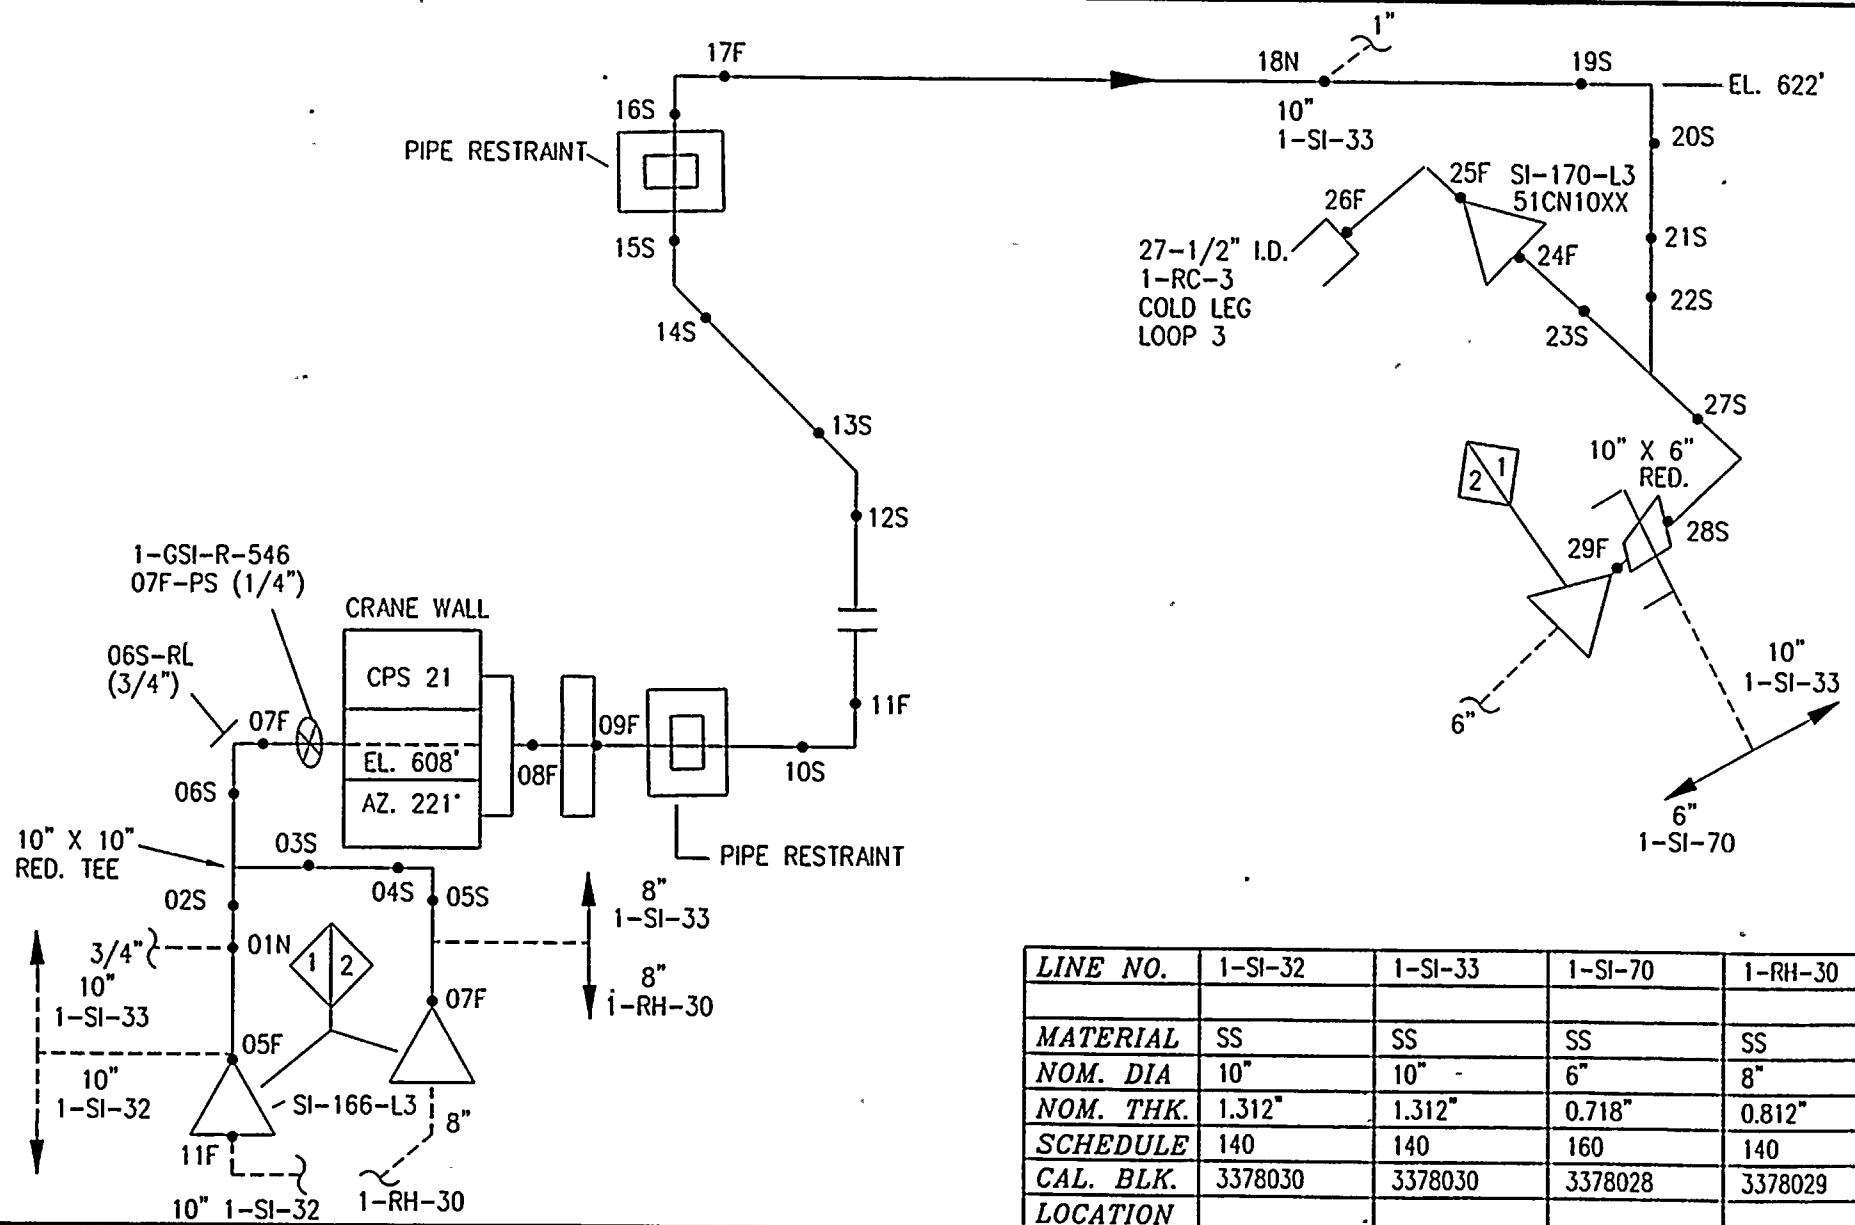 1"
17F
18N
19S
EL. 622'
10"
1-SI-33
16S
PIPE RESTRAINT
20S
25F
SI-170-L3
51CN10XX
26F
15S
21S
27-1/2" I.D.
1-RC-3
COLD LEG
LOOP 3
24F
22S
14S
23S
13S
27S
10" X 6"
RED.
2 1
12S
28S
29F
1-GSI-R-546
07F-PS (1/4")
CRANE WALL
06S-RL
(3/4")
CPS 21
07F
09F
11F
EL. 608'
08F
10S
AZ. 221°
06S
10"
1-SI-33
6"
6"
1-SI-70
10" X 10"
RED. TEE
03S
PIPE RESTRAINT
02S
04S
05S
8"
1-SI-33
3/4"
01N
1 2
10"
1-SI-33
07F
8"
1-RH-30
05F
10"
1-SI-32
SI-166-L3
8"
11F
10" 1-SI-32
1-RH-30
LINE NO. 1-SI-32 1-SI-33 1-SI-70 1-RH-30
MATERIAL SS SS SS SS
NOM. DIA 10" 10" 6" 8"
NOM. THK. 1.312" 1.312" 0.718" 0.812"
SCHEDULE 140 140 160 140
CAL. BLK. 3378030 3378030 3378028 3378029
LOCATION